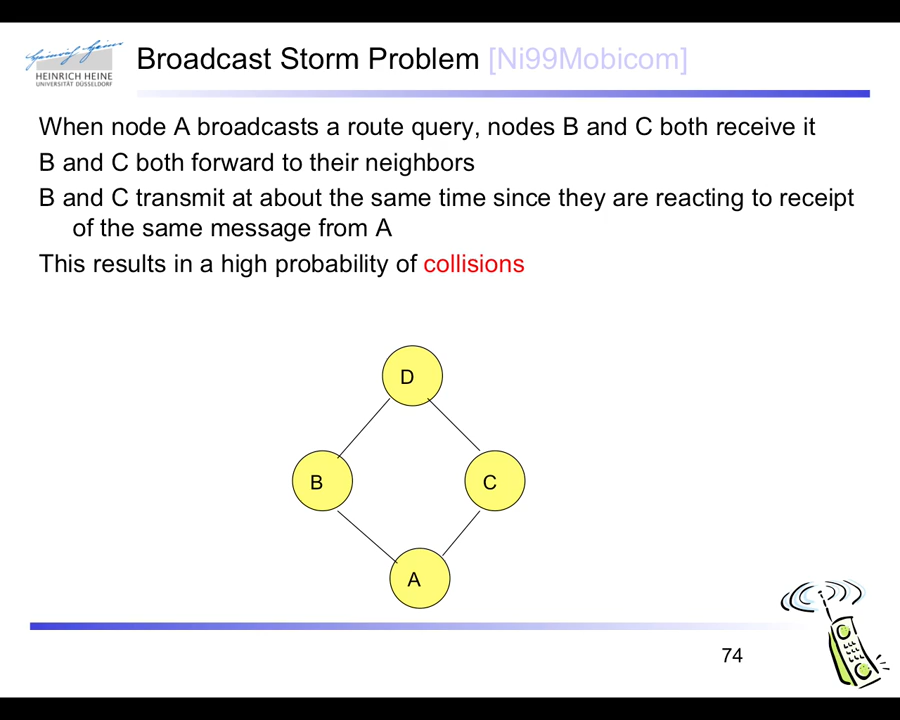 Heinrich Heine
HEINRICH HEINE
UNIVERSITÄT DÜSSELDORF
Broadcast Storm Problem [Ni99Mobicom]
When node A broadcasts a route query, nodes B and C both receive it
B and C both forward to their neighbors
B and C transmit at about the same time since they are reacting to receipt
of the same message from A
This results in a high probability of collisions
D
B
C
A
74